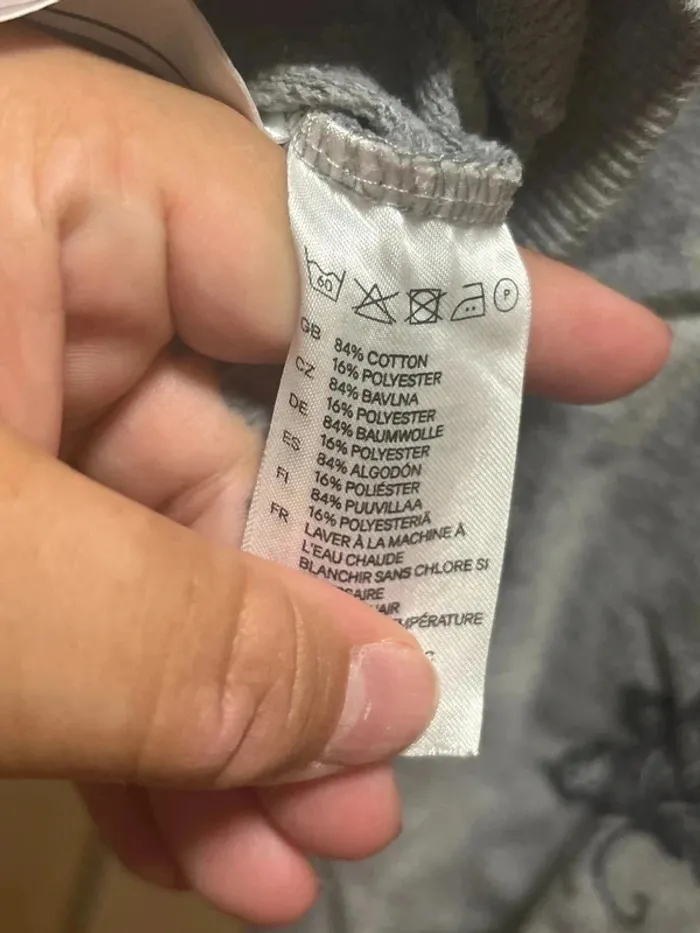 60 P
GB 84% COTTON
16% POLYESTER
CZ 84% BAVLNA
16% POLYESTER
DE 84% BAUMWOLLE
16% POLYESTER
ES 84% ALGODÓN
16% POLIÉSTER
FI 84% PUUVILLAA
16% POLYESTERIÄ
FR LAVER À LA MACHINE À
L'EAU CHAUDE
BLANCHIR SANS CHLORE SI